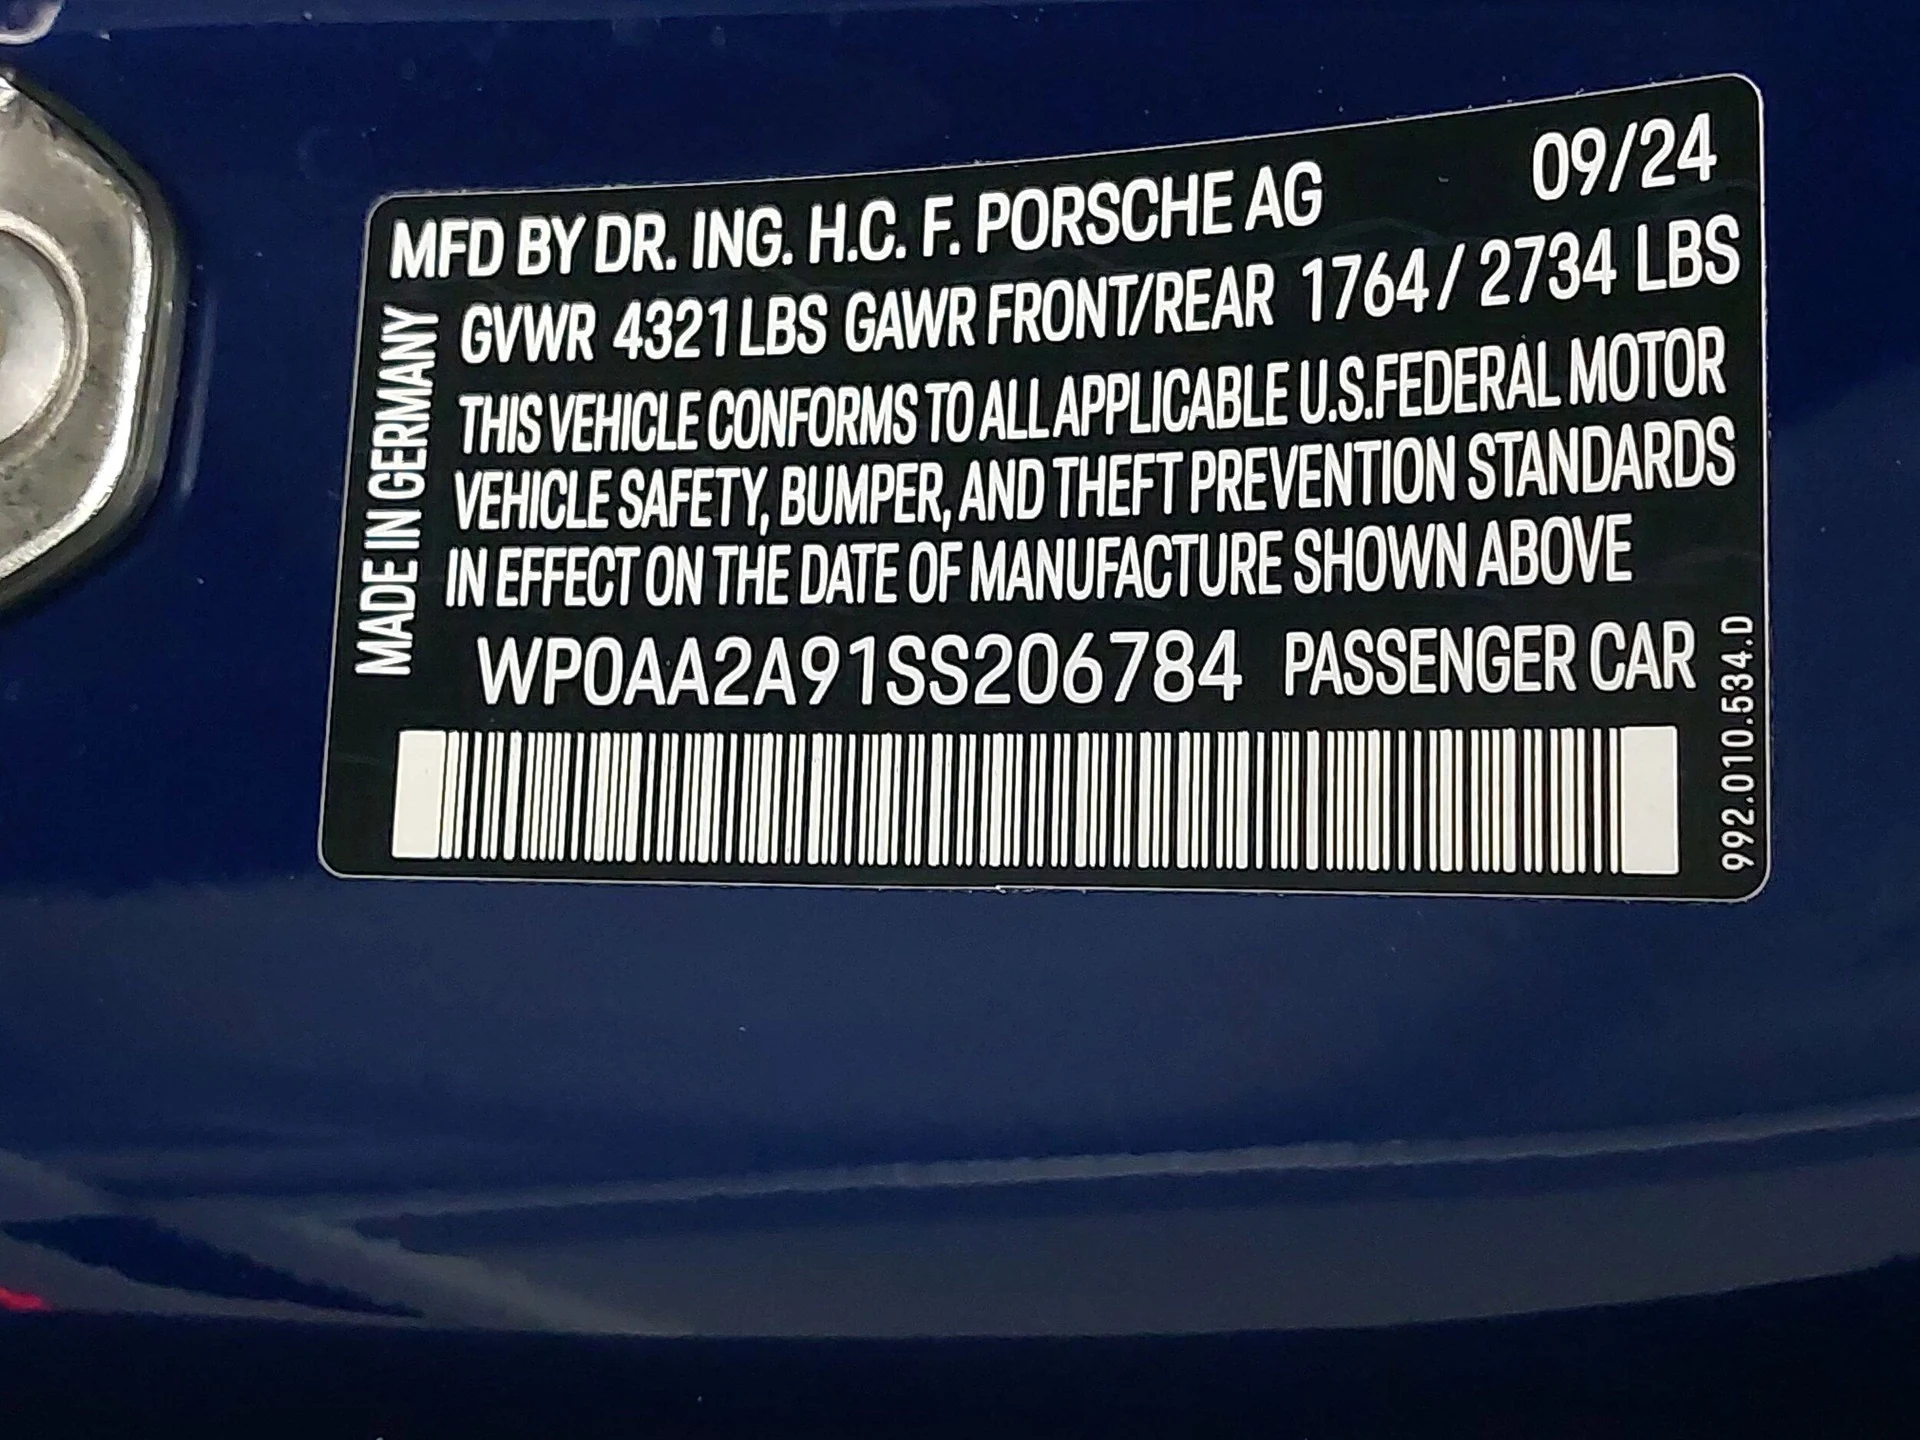 MFD BY DR. ING. H.C. F. PORSCHE AG 09/24
GVWR 4321 LBS GAWR FRONT/REAR 1764 / 2734 LBS
THIS VEHICLE CONFORMS TO ALL APPLICABLE U.S.FEDERAL MOTOR
VEHICLE SAFETY, BUMPER, AND THEFT PREVENTION STANDARDS
IN EFFECT ON THE DATE OF MANUFACTURE SHOWN ABOVE
WP0AA2A91SS206784 PASSENGER CAR
MADE IN GERMANY
992.010.534.D